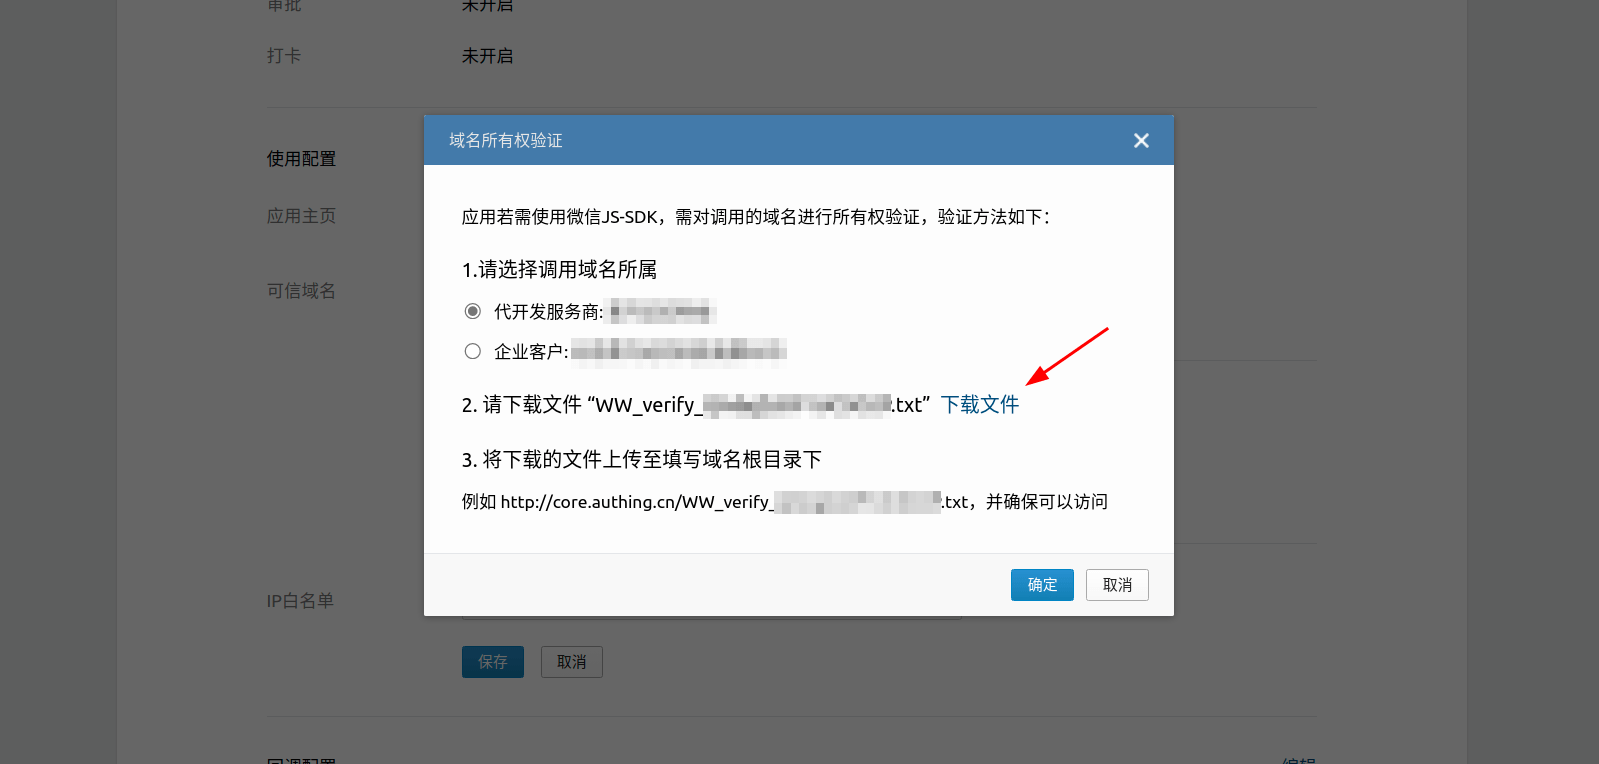 审批 未开启
打卡 未开启
使用配置
应用主页
可信域名
域名所有权验证
应用若需使用微信JS-SDK，需对调用的域名进行所有权验证，验证方法如下：
1.请选择调用域名所属
代开发服务商:
企业客户:
2. 请下载文件 “WW_verify_ .txt” 下载文件
3. 将下载的文件上传至填写域名根目录下
例如 http://core.authing.cn/WW_verify_ .txt，并确保可以访问
确定 取消
IP白名单
保存 取消
回调配置 编辑